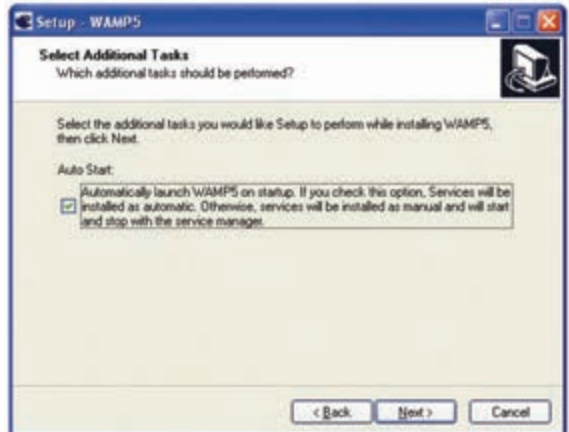 Setup - WAMP5
Select Additional Tasks
Which additional tasks should be performed?
Select the additional tasks you would like Setup to perform while installing WAMP5,
then click Next.
Auto Start:
Automatically launch WAMP5 on startup. If you check this option, Services will be
installed as automatic. Otherwise, services will be installed as manual and will start
and stop with the service manager.
< Back Next > Cancel